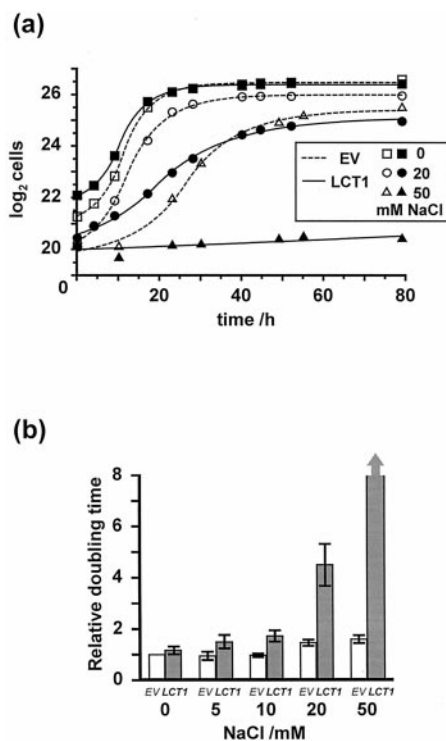 (a)
log2 cells
26
25
22
21
20
0
20
40
60
80
time /h
EV
LCT1
0
20
50
mM NaCl
(b)
Relative doubling time
8
6
4
2
0
EV LCT1 EV LCT1 EV LCT1 EV LCT1 EV LCT1
0 5 10 20 50
NaCl /mM